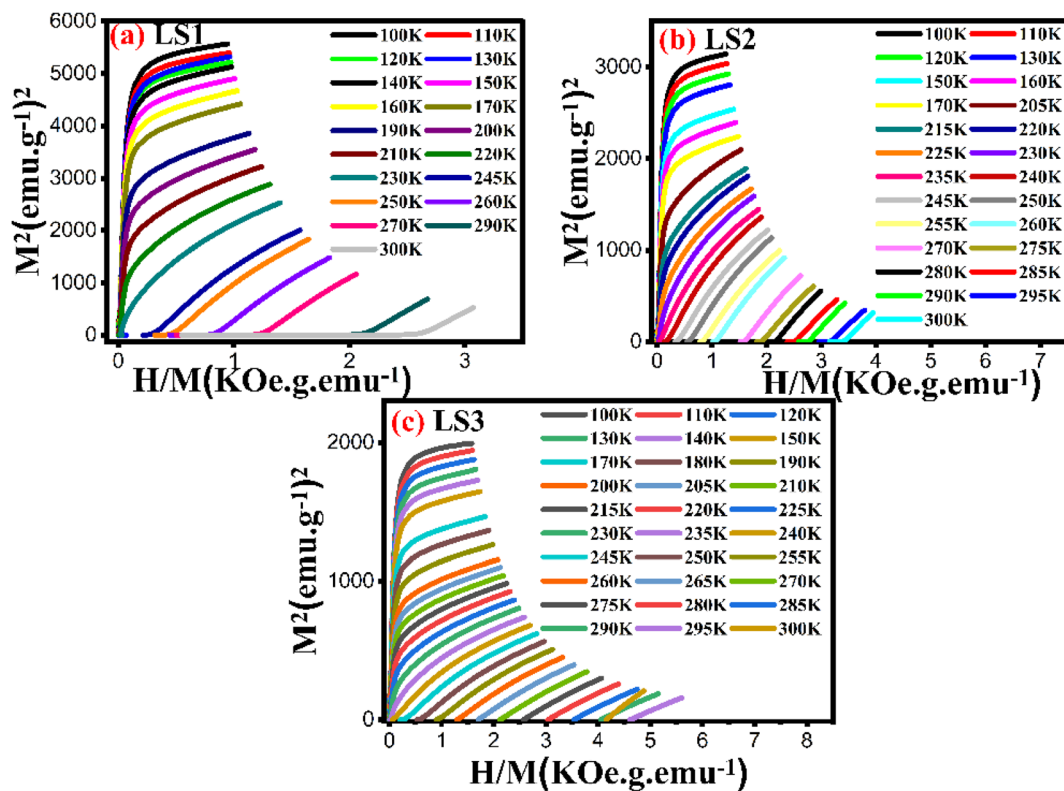 (a) LS1
6000
5000
4000
3000
2000
1000
0
M²(emu.g⁻¹)²
100K 110K
120K 130K
140K 150K
160K 170K
190K 200K
210K 220K
230K 245K
250K 260K
270K 290K
300K
0 1 2 3
H/M(KOe.g.emu⁻¹)
(b) LS2
3000
2000
1000
0
M²(emu.g⁻¹)²
100K 110K
120K 130K
150K 160K
170K 205K
215K 220K
225K 230K
235K 240K
245K 250K
255K 260K
270K 275K
280K 285K
290K 295K
300K
0 1 2 3 4 5 6 7
H/M(KOe.g.emu⁻¹)
(c) LS3
2000
1000
0
M²(emu.g⁻¹)²
100K 110K 120K
130K 140K 150K
170K 180K 190K
200K 205K 210K
215K 220K 225K
230K 235K 240K
245K 250K 255K
260K 265K 270K
275K 280K 285K
290K 295K 300K
0 1 2 3 4 5 6 7 8
H/M(KOe.g.emu⁻¹)